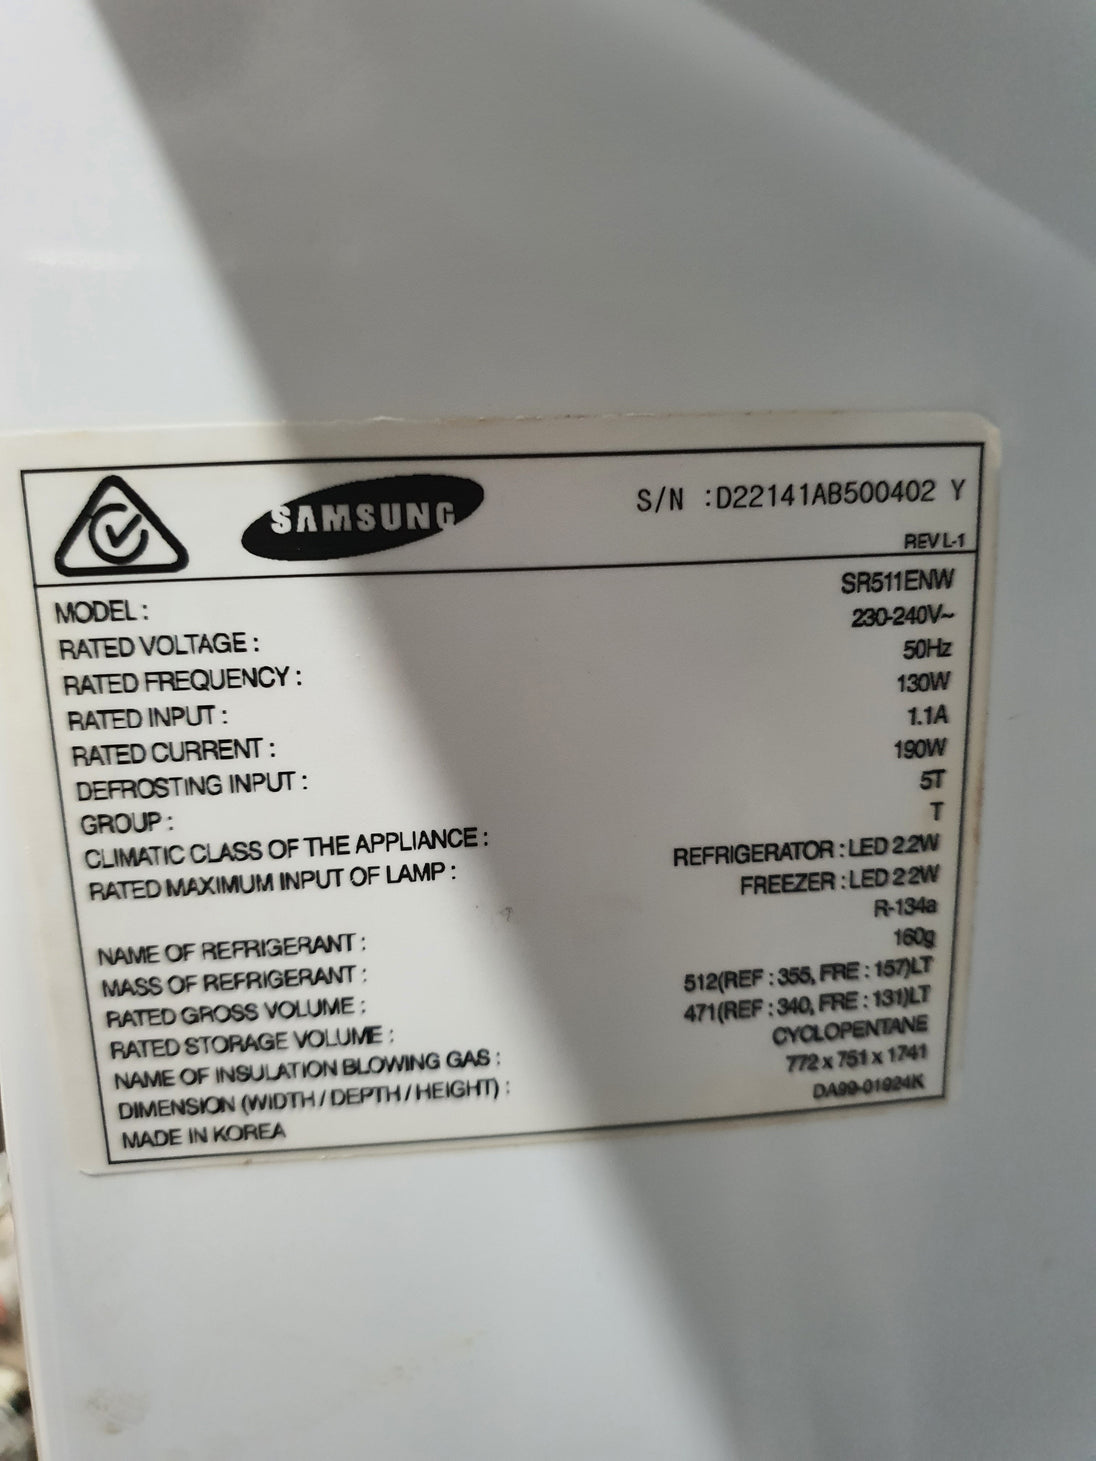 SAMSUNG
S/N :D22141AB500402 Y
REV L-1
MODEL : SR511ENW
RATED VOLTAGE : 230-240V~
RATED FREQUENCY : 50Hz
RATED INPUT : 130W
RATED CURRENT : 1.1A
DEFROSTING INPUT : 190W
GROUP : 5T
CLIMATIC CLASS OF THE APPLIANCE : T
RATED MAXIMUM INPUT OF LAMP : REFRIGERATOR : LED 2.2W
FREEZER : LED 2.2W
NAME OF REFRIGERANT : R-134a
MASS OF REFRIGERANT : 160g
RATED GROSS VOLUME : 512(REF : 355, FRE : 157)LT
RATED STORAGE VOLUME : 471(REF : 340, FRE : 131)LT
NAME OF INSULATION BLOWING GAS : CYCLOPENTANE
DIMENSION (WIDTH / DEPTH / HEIGHT) : 772 x 751 x 1741
MADE IN KOREA DA99-01924K